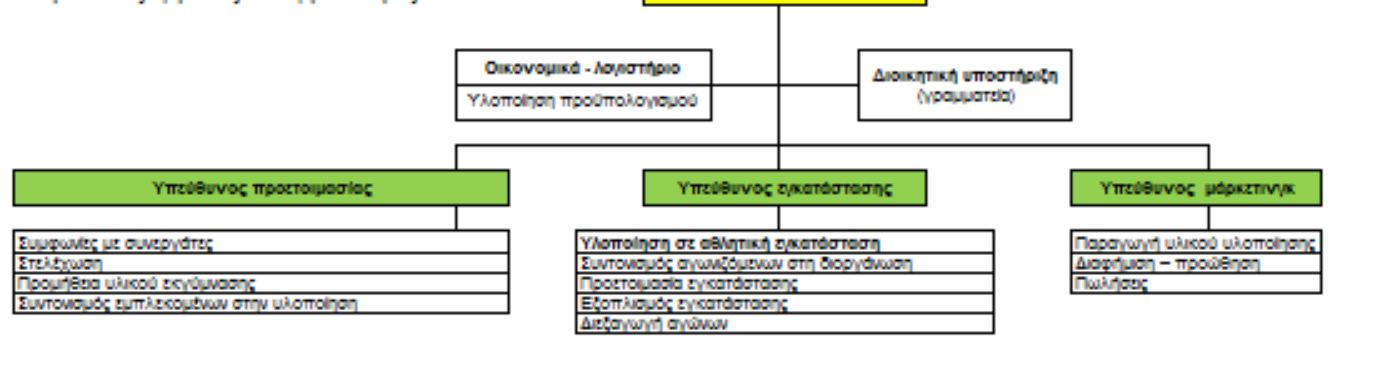 Οικονομικά - λογιστήριο
Υλοποίηση προϋπολογισμού
Διοικητική υποστήριξη
(γραμματεία)
Υπεύθυνος προετοιμασίας
Υπεύθυνος εγκατάστασης
Υπεύθυνος μάρκετινγκ
Συμφωνίες με συνεργάτες
Στελέχωση
Προμήθεια υλικού εκγύμνασης
Συντονισμός εμπλεκομένων στην υλοποίηση
Υλοποίηση σε αθλητική εγκατάσταση
Συντονισμός αγωνιζόμενων στη διοργάνωση
Προετοιμασία εγκατάστασης
Εξοπλισμός εγκατάστασης
Διεξαγωγή αγώνων
Παραγωγή υλικού υλοποίησης
Διαφήμιση – προώθηση
Πωλήσεις